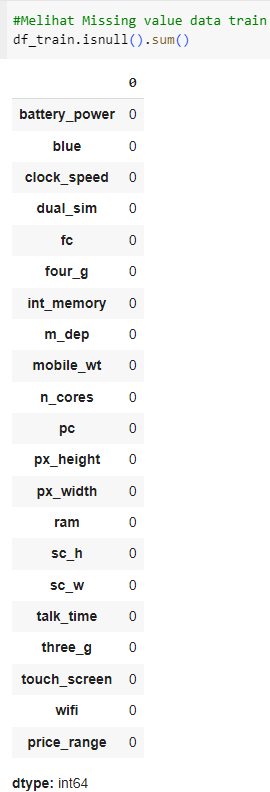 #Melihat Missing value data train
df_train.isnull().sum()
0
battery_power 0
blue 0
clock_speed 0
dual_sim 0
fc 0
four_g 0
int_memory 0
m_dep 0
mobile_wt 0
n_cores 0
pc 0
px_height 0
px_width 0
ram 0
sc_h 0
sc_w 0
talk_time 0
three_g 0
touch_screen 0
wifi 0
price_range 0
dtype: int64